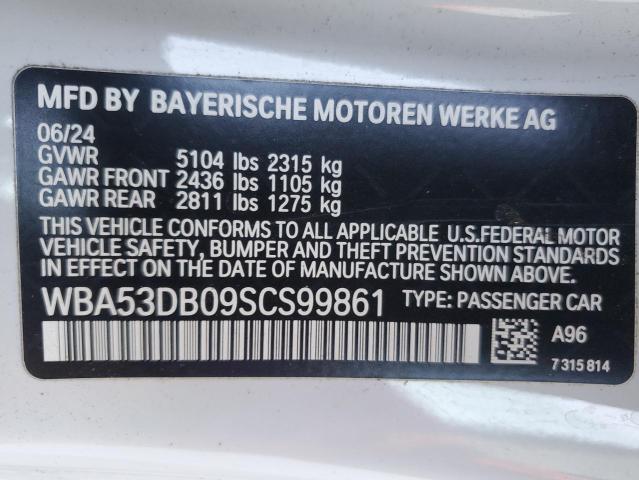 MFD BY BAYERISCHE MOTOREN WERKE AG
06/24
GVWR 5104 lbs 2315 kg
GAWR FRONT 2436 lbs 1105 kg
GAWR REAR 2811 lbs 1275 kg
THIS VEHICLE CONFORMS TO ALL APPLICABLE U.S.FEDERAL MOTOR
VEHICLE SAFETY, BUMPER AND THEFT PREVENTION STANDARDS
IN EFFECT ON THE DATE OF MANUFACTURE SHOWN ABOVE.
WBA53DB09SCS99861 TYPE: PASSENGER CAR
A96
7 315 814